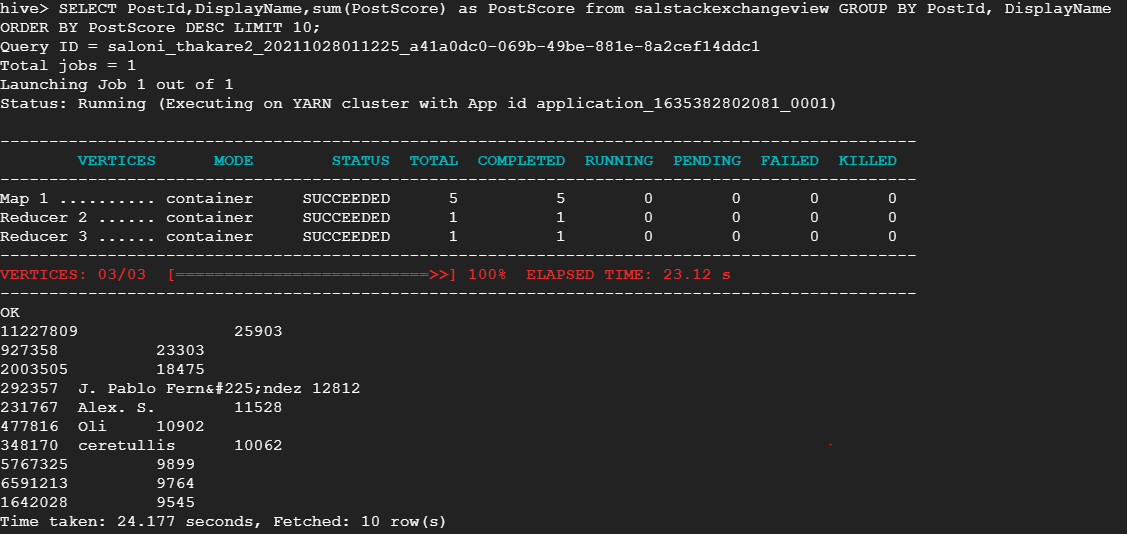 hive> SELECT PostId,DisplayName,sum(PostScore) as PostScore from salstackexchangeview GROUP BY PostId, DisplayName
ORDER BY PostScore DESC LIMIT 10;
Query ID = saloni_thakare2_20211028011225_a41a0dc0-069b-49be-881e-8a2cef14ddc1
Total jobs = 1
Launching Job 1 out of 1
Status: Running (Executing on YARN cluster with App id application_1635382802081_0001)
----------------------------------------------------------------------------------------------
        VERTICES      MODE        STATUS  TOTAL  COMPLETED  RUNNING  PENDING  FAILED  KILLED
----------------------------------------------------------------------------------------------
Map 1 .......... container     SUCCEEDED      5          5        0        0       0       0
Reducer 2 ...... container     SUCCEEDED      1          1        0        0       0       0
Reducer 3 ...... container     SUCCEEDED      1          1        0        0       0       0
----------------------------------------------------------------------------------------------
VERTICES: 03/03  [==========================>>] 100%  ELAPSED TIME: 23.12 s
----------------------------------------------------------------------------------------------
OK
11227809                25903
927358          23303
2003505         18475
292357  J. Pablo Fern&#225;ndez 12812
231767  Alex. S.        11528
477816  Oli     10902
348170  ceretullis      10062
5767325         9899
6591213         9764
1642028         9545
Time taken: 24.177 seconds, Fetched: 10 row(s)